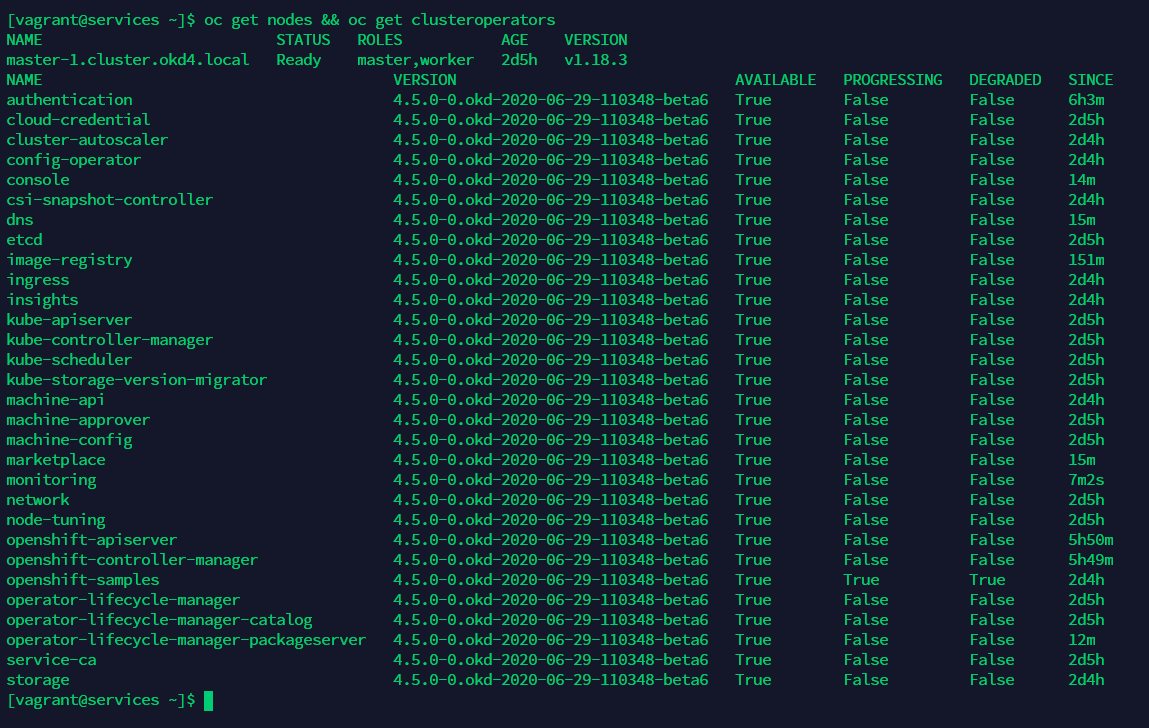 [vagrant@services ~]$ oc get nodes && oc get clusteroperators
NAME                          STATUS   ROLES           AGE    VERSION
master-1.cluster.okd4.local   Ready    master,worker   2d5h   v1.18.3
NAME                                       VERSION                               AVAILABLE   PROGRESSING   DEGRADED   SINCE
authentication                             4.5.0-0.okd-2020-06-29-110348-beta6   True        False         False      6h3m
cloud-credential                           4.5.0-0.okd-2020-06-29-110348-beta6   True        False         False      2d5h
cluster-autoscaler                         4.5.0-0.okd-2020-06-29-110348-beta6   True        False         False      2d4h
config-operator                            4.5.0-0.okd-2020-06-29-110348-beta6   True        False         False      2d4h
console                                    4.5.0-0.okd-2020-06-29-110348-beta6   True        False         False      14m
csi-snapshot-controller                    4.5.0-0.okd-2020-06-29-110348-beta6   True        False         False      2d4h
dns                                        4.5.0-0.okd-2020-06-29-110348-beta6   True        False         False      15m
etcd                                       4.5.0-0.okd-2020-06-29-110348-beta6   True        False         False      2d5h
image-registry                             4.5.0-0.okd-2020-06-29-110348-beta6   True        False         False      151m
ingress                                    4.5.0-0.okd-2020-06-29-110348-beta6   True        False         False      2d4h
insights                                   4.5.0-0.okd-2020-06-29-110348-beta6   True        False         False      2d4h
kube-apiserver                             4.5.0-0.okd-2020-06-29-110348-beta6   True        False         False      2d5h
kube-controller-manager                    4.5.0-0.okd-2020-06-29-110348-beta6   True        False         False      2d5h
kube-scheduler                             4.5.0-0.okd-2020-06-29-110348-beta6   True        False         False      2d5h
kube-storage-version-migrator              4.5.0-0.okd-2020-06-29-110348-beta6   True        False         False      2d5h
machine-api                                4.5.0-0.okd-2020-06-29-110348-beta6   True        False         False      2d4h
machine-approver                           4.5.0-0.okd-2020-06-29-110348-beta6   True        False         False      2d5h
machine-config                             4.5.0-0.okd-2020-06-29-110348-beta6   True        False         False      2d5h
marketplace                                4.5.0-0.okd-2020-06-29-110348-beta6   True        False         False      15m
monitoring                                 4.5.0-0.okd-2020-06-29-110348-beta6   True        False         False      7m2s
network                                    4.5.0-0.okd-2020-06-29-110348-beta6   True        False         False      2d5h
node-tuning                                4.5.0-0.okd-2020-06-29-110348-beta6   True        False         False      2d5h
openshift-apiserver                        4.5.0-0.okd-2020-06-29-110348-beta6   True        False         False      5h50m
openshift-controller-manager               4.5.0-0.okd-2020-06-29-110348-beta6   True        False         False      5h49m
openshift-samples                          4.5.0-0.okd-2020-06-29-110348-beta6   True        True          True       2d4h
operator-lifecycle-manager                 4.5.0-0.okd-2020-06-29-110348-beta6   True        False         False      2d5h
operator-lifecycle-manager-catalog         4.5.0-0.okd-2020-06-29-110348-beta6   True        False         False      2d5h
operator-lifecycle-manager-packageserver   4.5.0-0.okd-2020-06-29-110348-beta6   True        False         False      12m
service-ca                                 4.5.0-0.okd-2020-06-29-110348-beta6   True        False         False      2d5h
storage                                    4.5.0-0.okd-2020-06-29-110348-beta6   True        False         False      2d4h
[vagrant@services ~]$